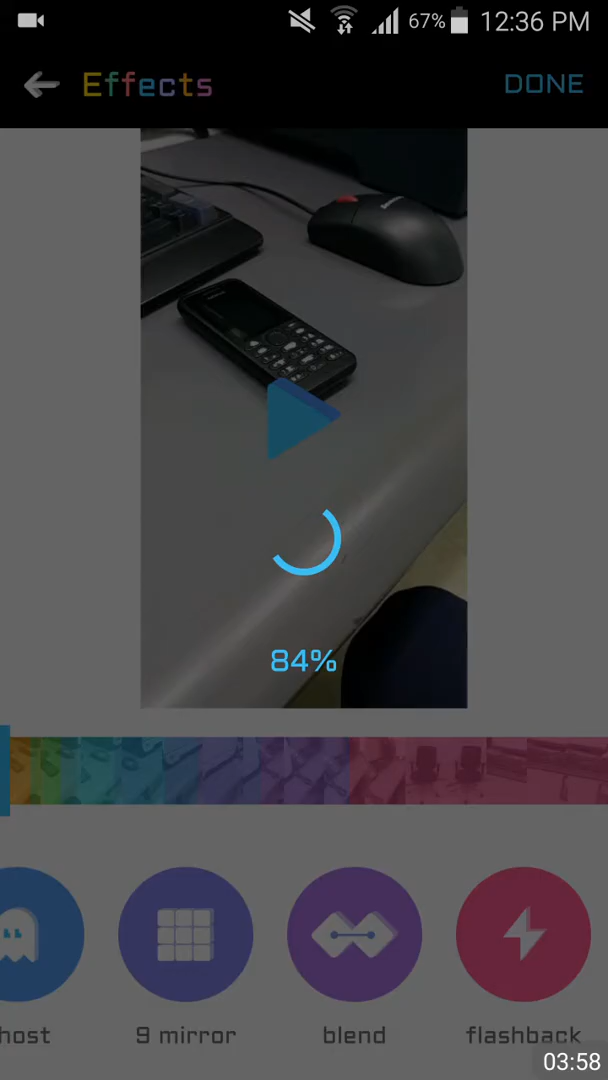 67% 12:36 PM
Effects DONE
84%
host 9 mirror blend flashback
03:58